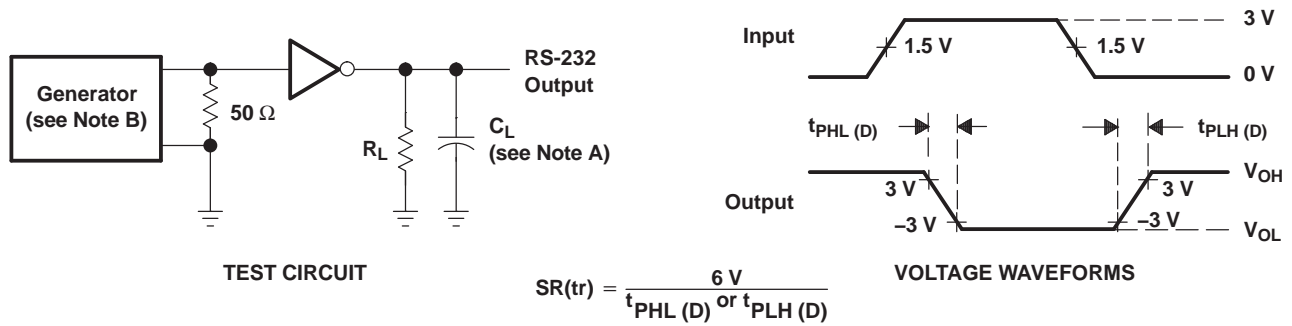 Generator
(see Note B)
50 Ω
RS-232
Output
RL
CL
(see Note A)
TEST CIRCUIT
Input
3 V
1.5 V
1.5 V
0 V
tPHL (D)
tPLH (D)
Output
VOH
3 V
3 V
–3 V
–3 V
VOL
VOLTAGE WAVEFORMS
SR(tr) = 6 V / tPHL (D) or tPLH (D)